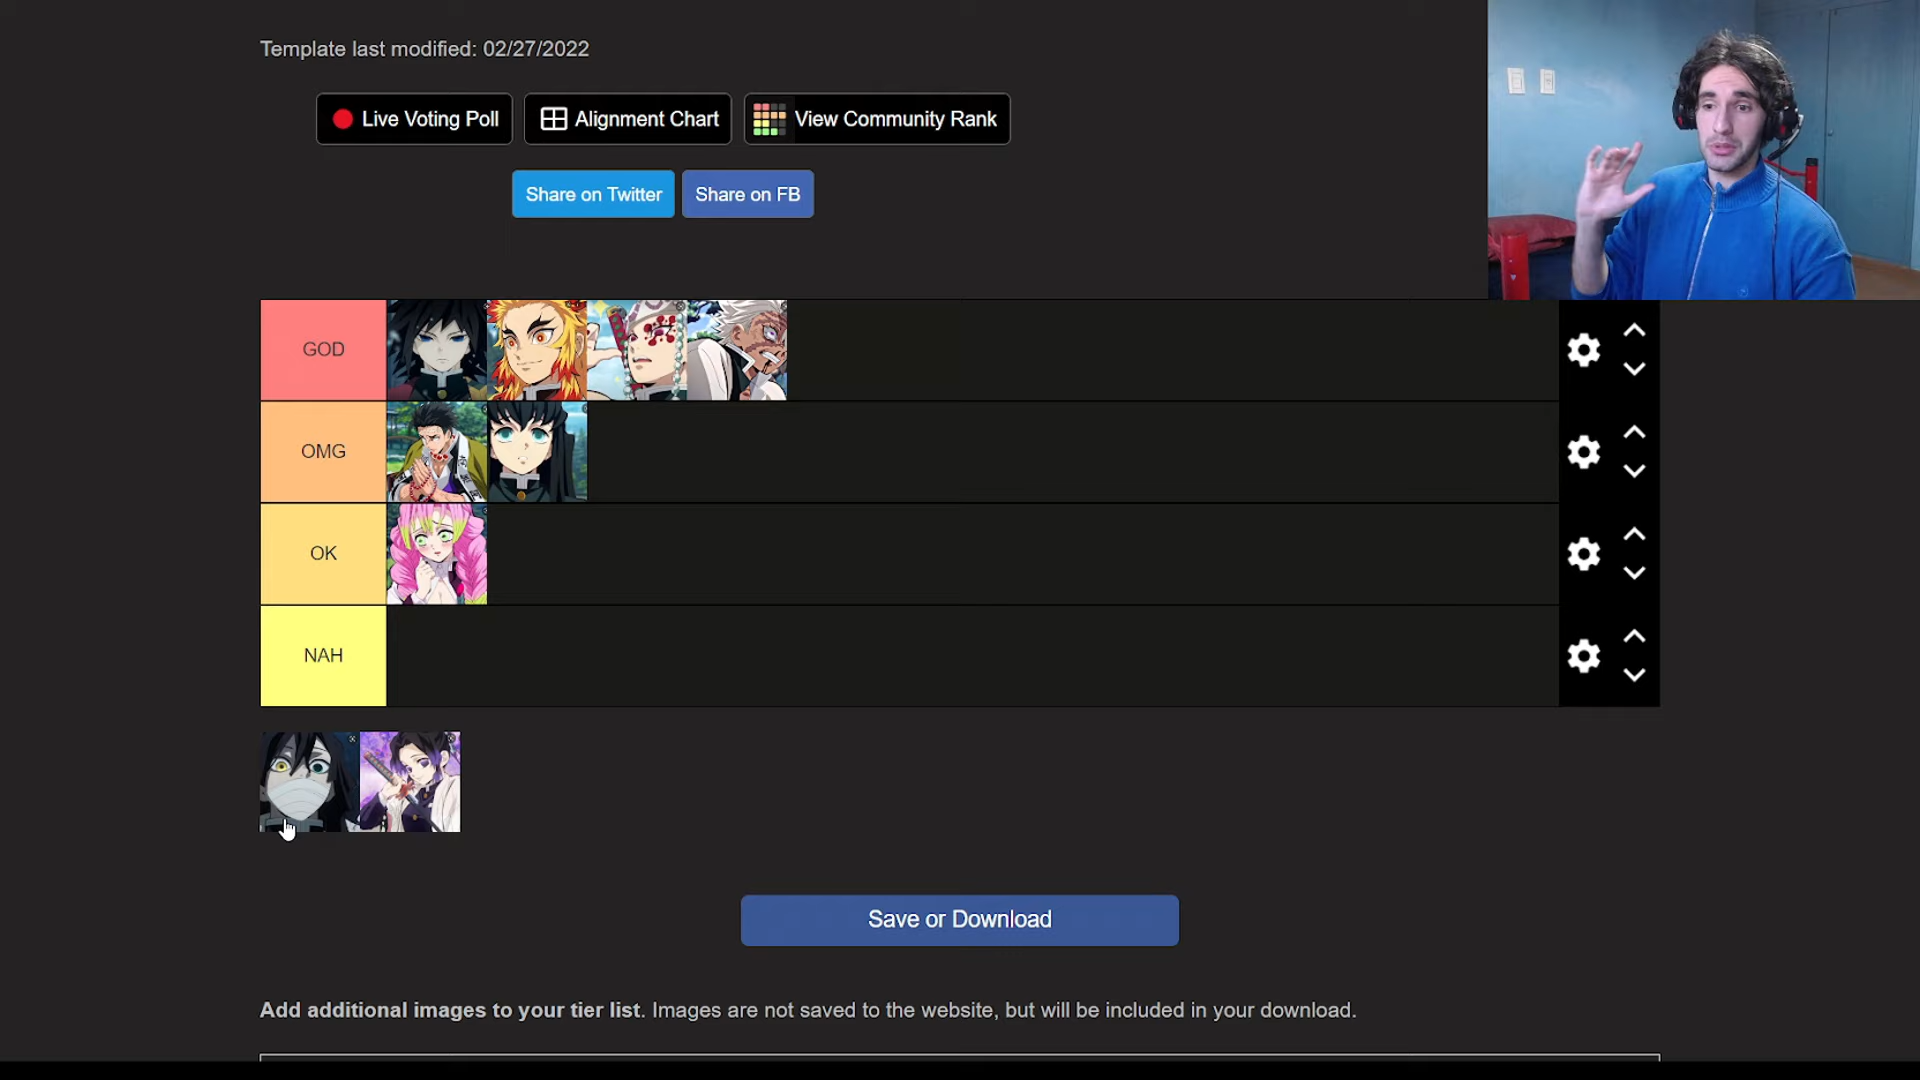 Template last modified: 02/27/2022
Live Voting Poll
Alignment Chart
View Community Rank
Share on Twitter
Share on FB
GOD
OMG
OK
NAH
Save or Download
Add additional images to your tier list. Images are not saved to the website, but will be included in your download.